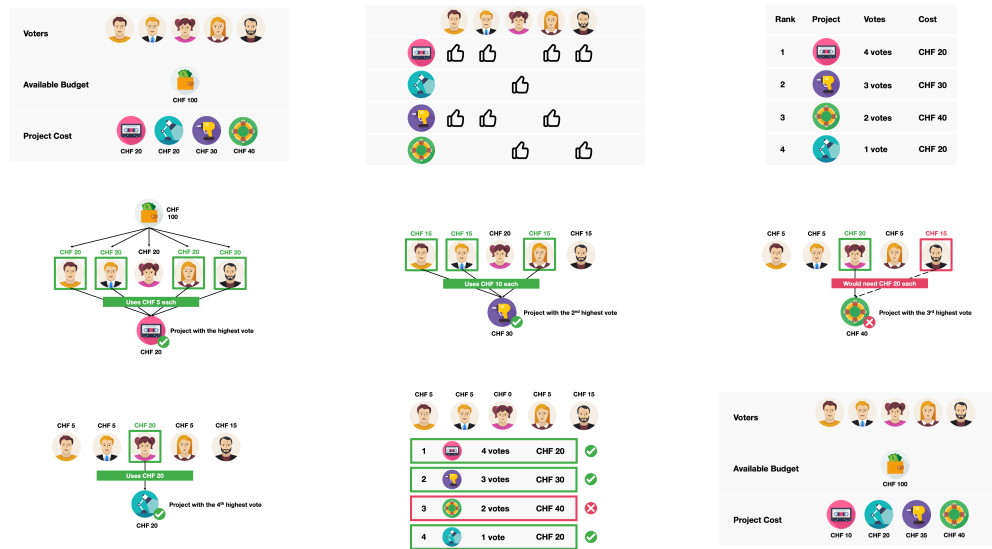 Voters
Available Budget
CHF 100
Project Cost
CHF 20 CHF 20 CHF 30 CHF 40
Rank Project Votes Cost
1 4 votes CHF 20
2 3 votes CHF 30
3 2 votes CHF 40
4 1 vote CHF 20
CHF
100
CHF 20 CHF 20 CHF 20 CHF 20 CHF 20
Uses CHF 5 each
Project with the highest vote
CHF 20
CHF 15 CHF 15 CHF 20 CHF 15 CHF 15
Uses CHF 10 each
Project with the 2nd highest vote
CHF 30
CHF 5 CHF 5 CHF 20 CHF 5 CHF 15
Would need CHF 20 each
Project with the 3rd highest vote
CHF 40
CHF 5 CHF 5 CHF 20 CHF 5 CHF 15
Uses CHF 20
Project with the 4th highest vote
CHF 20
CHF 5 CHF 5 CHF 0 CHF 5 CHF 15
1 4 votes CHF 20
2 3 votes CHF 30
3 2 votes CHF 40
4 1 vote CHF 20
Voters
Available Budget
CHF 100
Project Cost
CHF 10 CHF 20 CHF 35 CHF 40